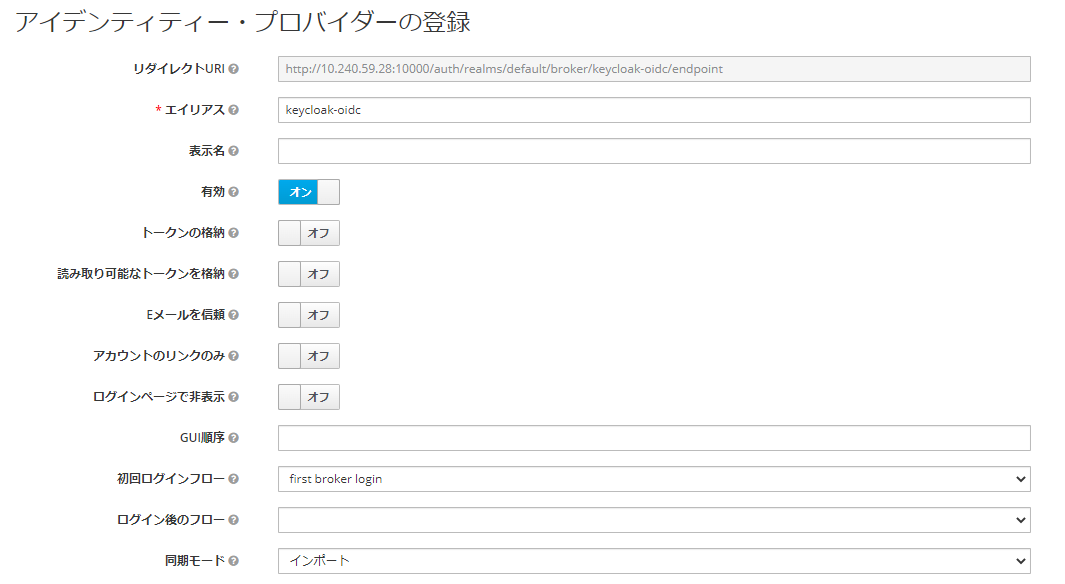 アイデンティティー・プロバイダーの登録
リダイレクトURI http://10.240.59.28:10000/auth/realms/default/broker/keycloak-oidc/endpoint
* エイリアス keycloak-oidc
表示名
有効 オン
トークンの格納 オフ
読み取り可能なトークンを格納 オフ
Eメールを信頼 オフ
アカウントのリンクのみ オフ
ログインページで非表示 オフ
GUI順序
初回ログインフロー first broker login
ログイン後のフロー
同期モード インポート